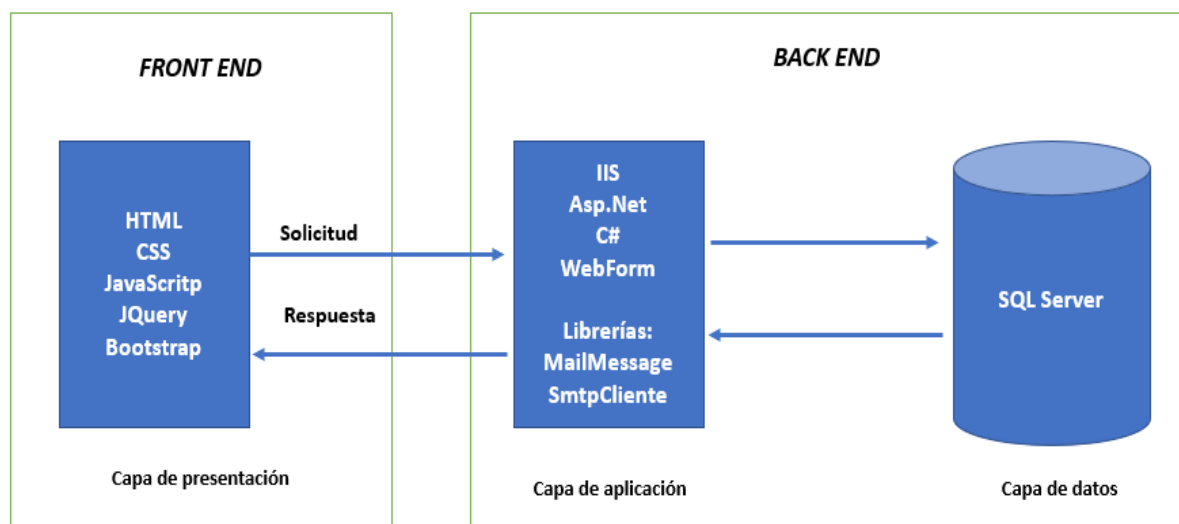 FRONT END
BACK END
HTML
CSS
JavaScritp
JQuery
Bootstrap
Solicitud
Respuesta
IIS
Asp.Net
C#
WebForm
Librerías:
MailMessage
SmtpCliente
SQL Server
Capa de presentación
Capa de aplicación
Capa de datos